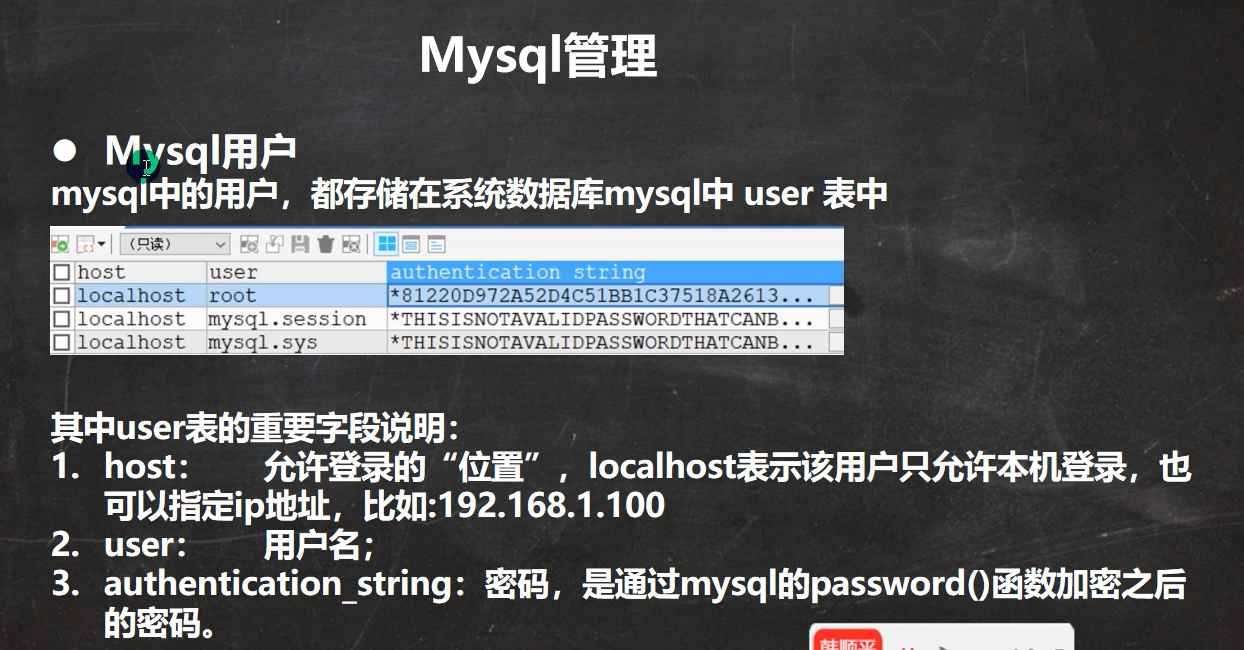 Mysql管理
● Mysql用户
mysql中的用户，都存储在系统数据库mysql中 user 表中
（只读）
host user authentication string
localhost root *81220D972A52D4C51BB1C37518A2613...
localhost mysql.session *THISISNOTAVALIDPASSWORDTHATCANB...
localhost mysql.sys *THISISNOTAVALIDPASSWORDTHATCANB...
其中user表的重要字段说明：
1. host： 允许登录的“位置”，localhost表示该用户只允许本机登录，也
可以指定ip地址，比如:192.168.1.100
2. user： 用户名；
3. authentication_string：密码，是通过mysql的password()函数加密之后
的密码。